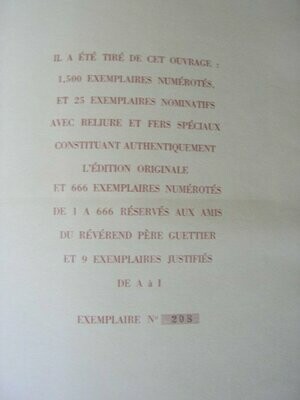 IL A ÉTÉ TIRÉ DE CET OUVRAGE :
1,500 EXEMPLAIRES NUMÉROTÉS,
ET 25 EXEMPLAIRES NOMINATIFS
AVEC RELIURE ET FERS SPÉCIAUX
CONSTITUANT AUTHENTIQUEMENT
L'ÉDITION ORIGINALE
ET 666 EXEMPLAIRES NUMÉROTÉS
DE 1 A 666 RÉSERVÉS AUX AMIS
DU RÉVÉREND PÈRE GUETTIER
ET 9 EXEMPLAIRES JUSTIFIÉS
DE A à I
EXEMPLAIRE N° 208